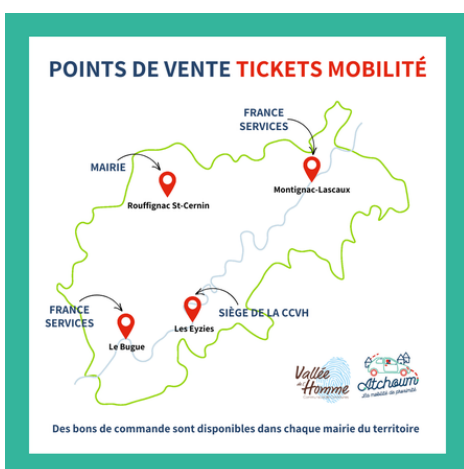 POINTS DE VENTE TICKETS MOBILITÉ
FRANCE
SERVICES
MAIRIE
Montignac-Lascaux
Rouffignac St-Cernin
FRANCE
SERVICES
SIÈGE DE LA CCVH
Les Eyzies
Le Bugue
Vallée
de l'
Homme
Atchoum
Des bons de commande sont disponibles dans chaque mairie du territoire